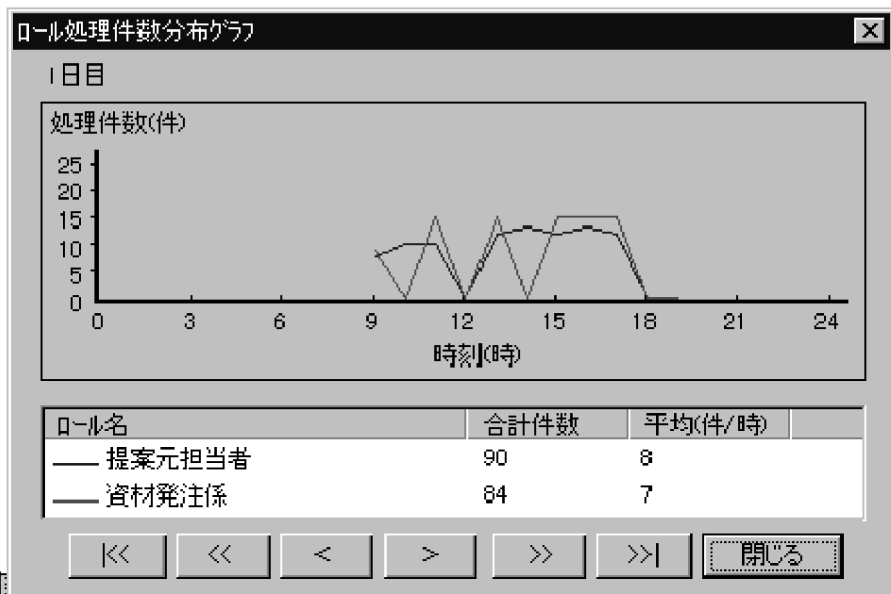 ロール処理件数分布グラフ
1日目
処理件数(件)
25
20
15
10
5
0
0 3 6 9 12 15 18 21 24
時刻(時)
ロール名 合計件数 平均(件/時)
提案元担当者 90 8
資材発注係 84 7
|<< << < > >> >>| 閉じる